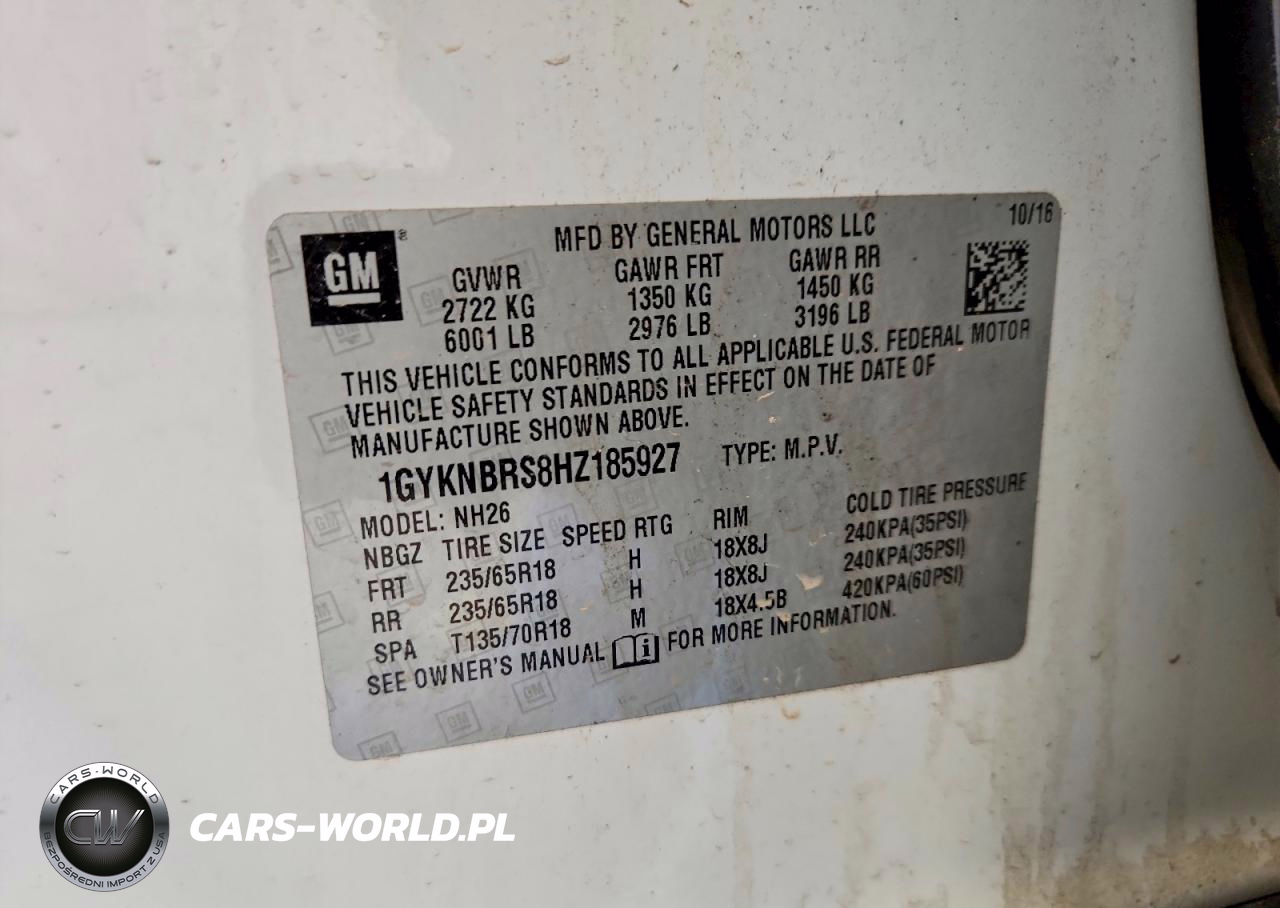 GM
®
MFD BY GENERAL MOTORS LLC
10/16
GVWR GAWR FRT GAWR RR
2722 KG 1350 KG 1450 KG
6001 LB 2976 LB 3196 LB
THIS VEHICLE CONFORMS TO ALL APPLICABLE U.S. FEDERAL MOTOR
VEHICLE SAFETY STANDARDS IN EFFECT ON THE DATE OF
MANUFACTURE SHOWN ABOVE.
1GYKNBRS8HZ185927 TYPE: M.P.V.
MODEL: NH26
NBGZ TIRE SIZE SPEED RTG RIM COLD TIRE PRESSURE
FRT 235/65R18 H 18X8J 240KPA(35PSI)
RR 235/65R18 H 18X8J 240KPA(35PSI)
SPA T135/70R18 M 18X4.5B 420KPA(60PSI)
SEE OWNER'S MANUAL i FOR MORE INFORMATION.
CARS-WORLD
CW
BEZPOŚREDNI IMPORT Z USA
CARS-WORLD.PL